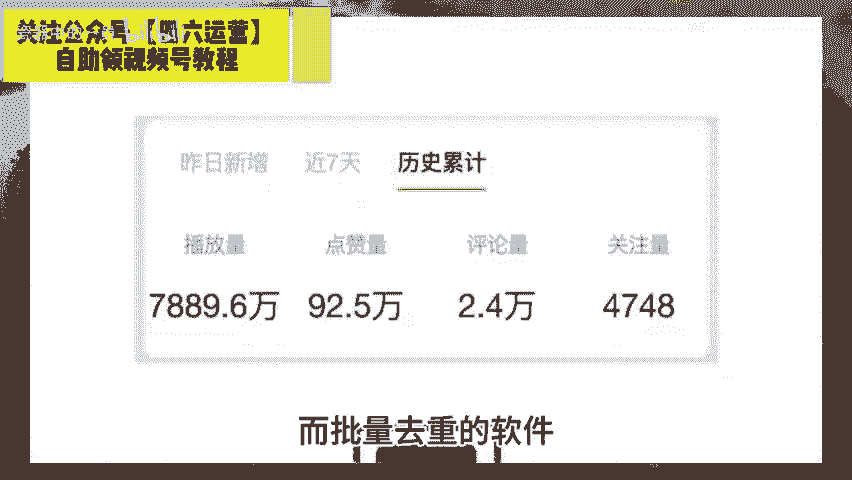 关注公众号【四六运营】
自助领视频号教程
昨日新增 近7天 历史累计
播放量 点赞量 评论量 关注量
7889.6万 92.5万 2.4万 4748
而批量去重的软件